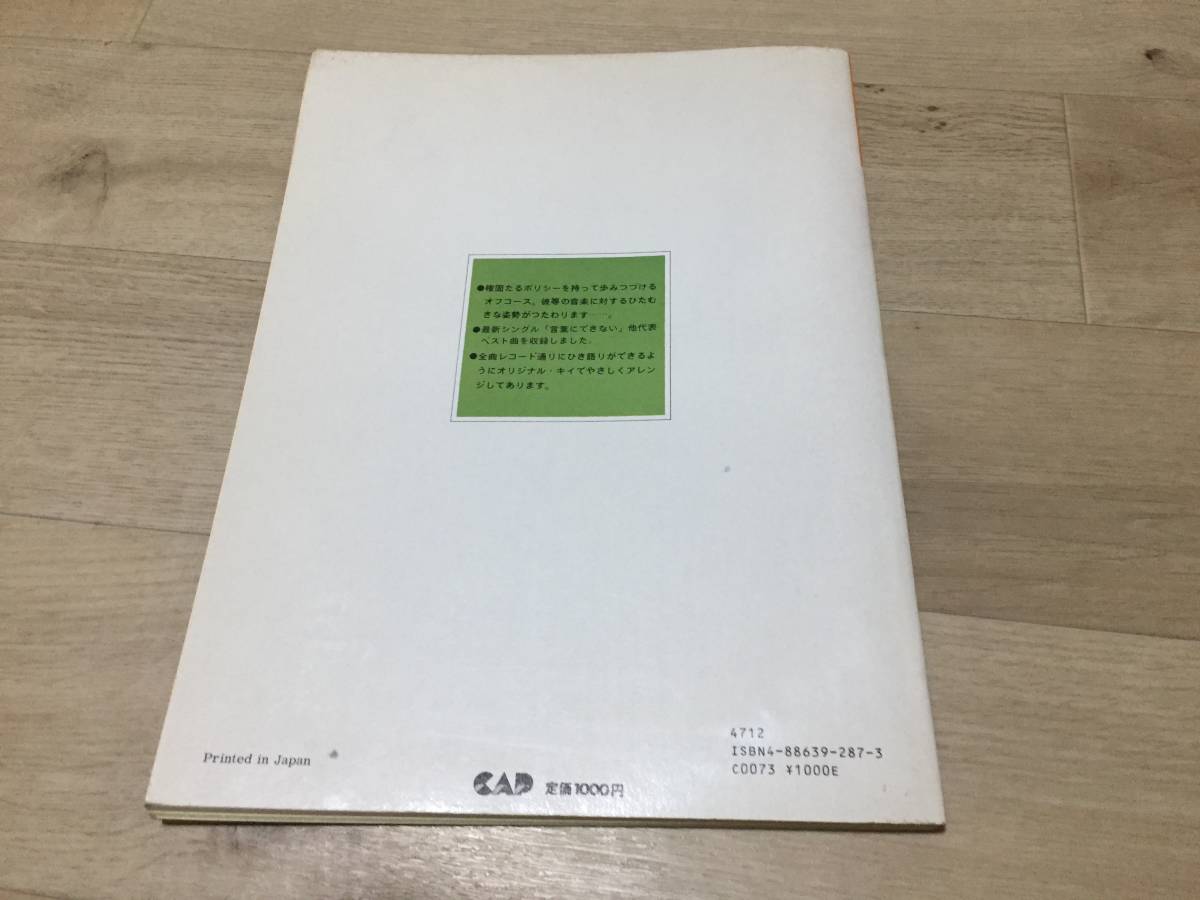 ●確固たるポリシーを持って歩みつづける
オフコース。彼等の音楽に対するひたむ
きな姿勢がつたわります……。
●最新シングル「言葉にできない」他代表
ベスト曲を収録しました。
●全曲レコード通りにひき語りができるよ
うにオリジナル・キイでやさしくアレン
ジしてあります。
4712
ISBN4-88639-287-3
C0073 ¥1000E
Printed in Japan
CAP 定価1000円